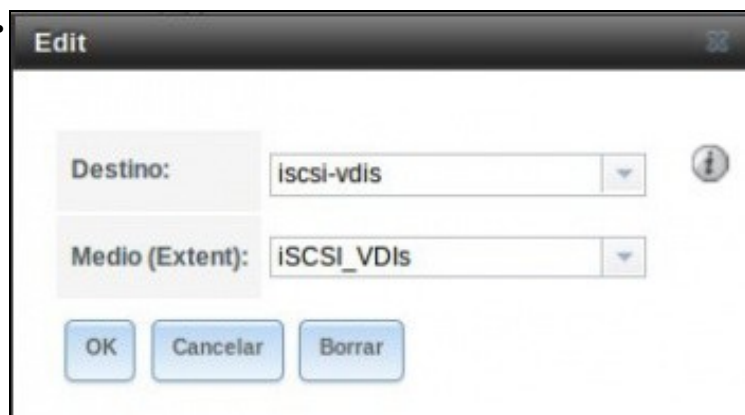 Edit
Destino: iscsi-vdis
Medio (Extent): iSCSI_VDIs
OK Cancelar Borrar